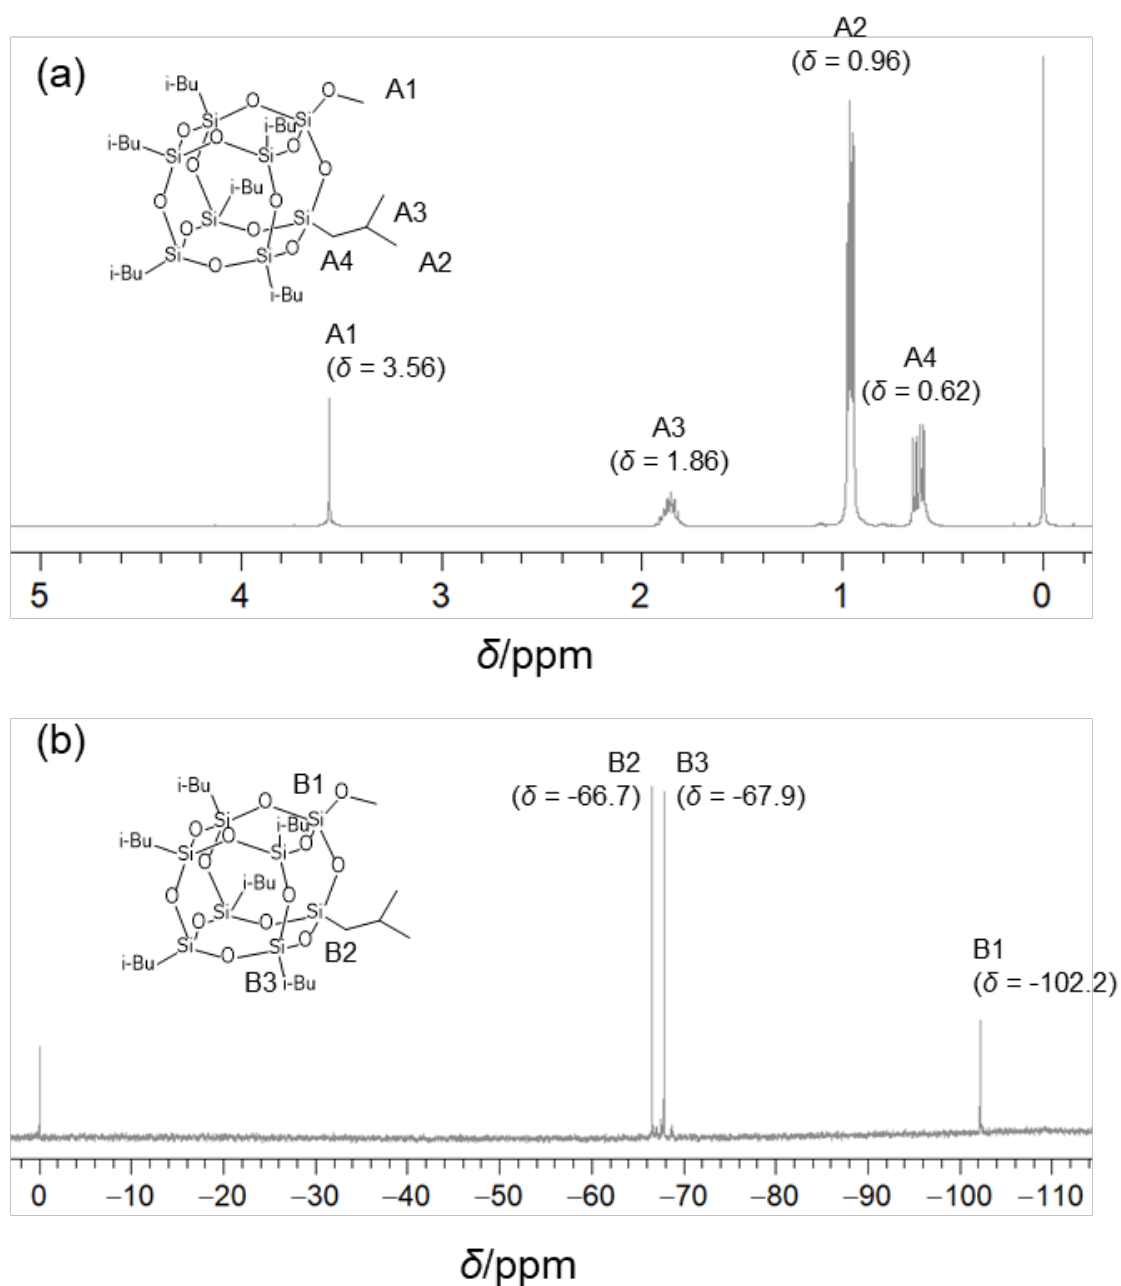 A2
(δ = 0.96)
(a)
i-Bu
O
O
A1
Si
Si
i-Bu
O
O
i-Bu
O
Si
Si
O
O
i-Bu
O
O
Si
Si
A3
O
O
O
Si
Si
A4
A2
i-Bu
O
i-Bu
A1
(δ = 3.56)
A4
(δ = 0.62)
A3
(δ = 1.86)
5 4 3 2 1 0
δ/ppm
(b)
B2 B3
(δ = -66.7) (δ = -67.9)
i-Bu
B1
O
O
Si
Si
i-Bu
O
O
i-Bu
O
Si
Si
O
O
i-Bu
O
O
Si
Si
O
O
O
Si
Si
B2
i-Bu
O
B3
i-Bu
B1
(δ = -102.2)
0 −10 −20 −30 −40 −50 −60 −70 −80 −90 −100 −110
δ/ppm